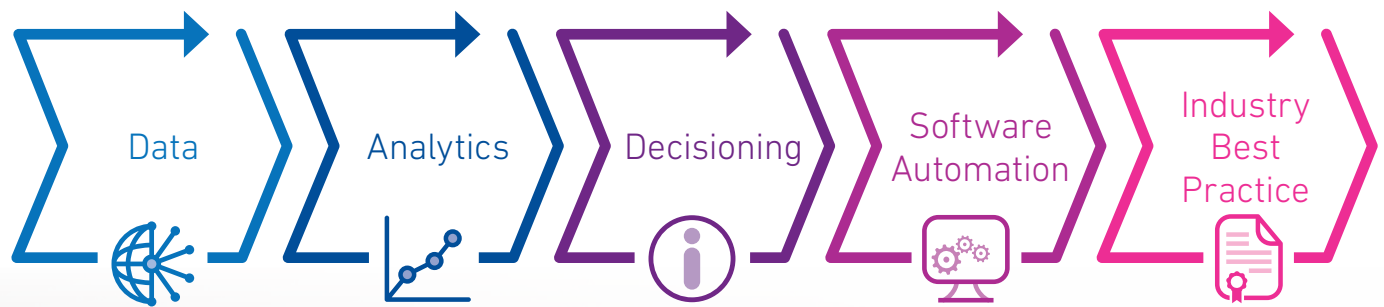 Data
Analytics
Decisioning
Software
Automation
Industry
Best
Practice